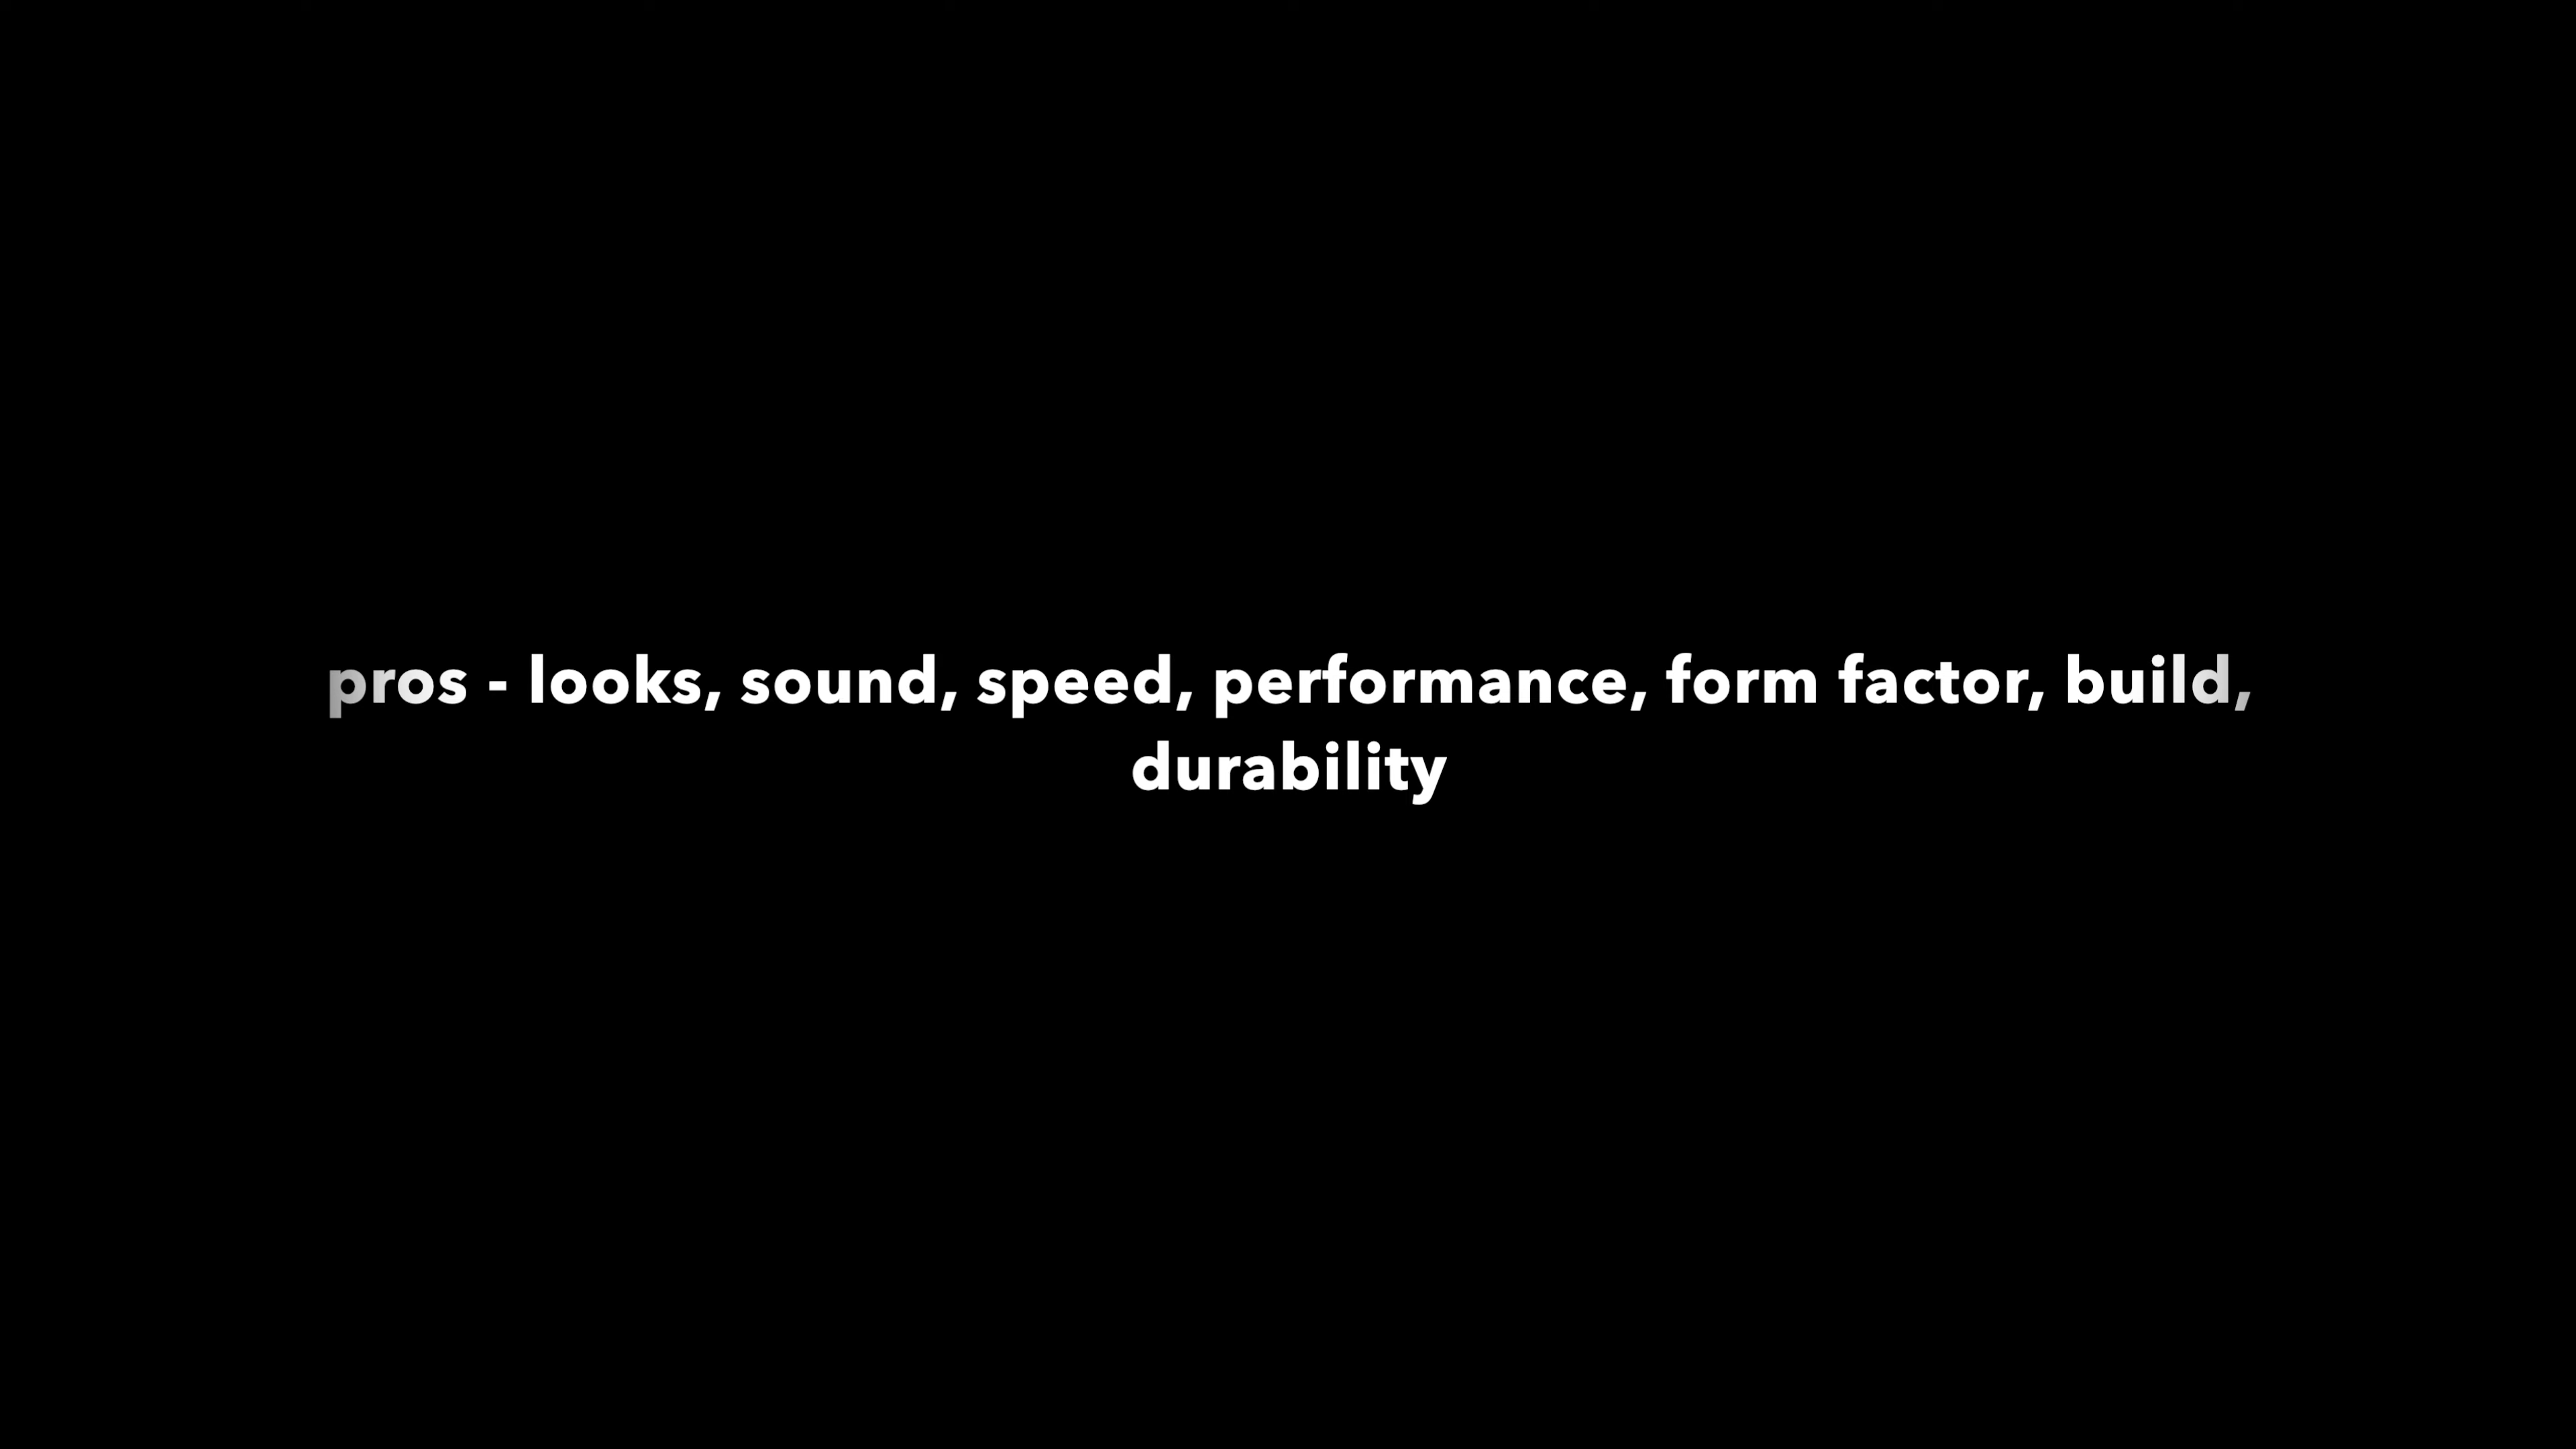 pros - looks, sound, speed, performance, form factor, build,
durability